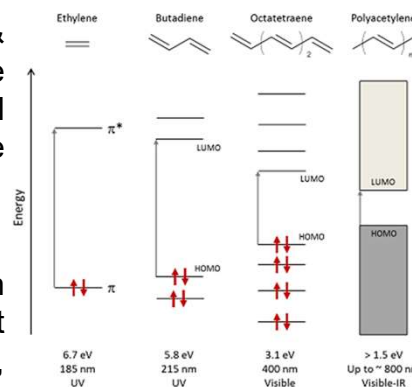 Ethylene Butadiene Octatetraene Polyacetylene
2 n
π*
LUMO
LUMO
LUMO
HOMO
HOMO
HOMO
π
Energy
6.7 eV 5.8 eV 3.1 eV > 1.5 eV
185 nm 215 nm 400 nm Up to ~ 800 n
UV UV Visible Visible-IR